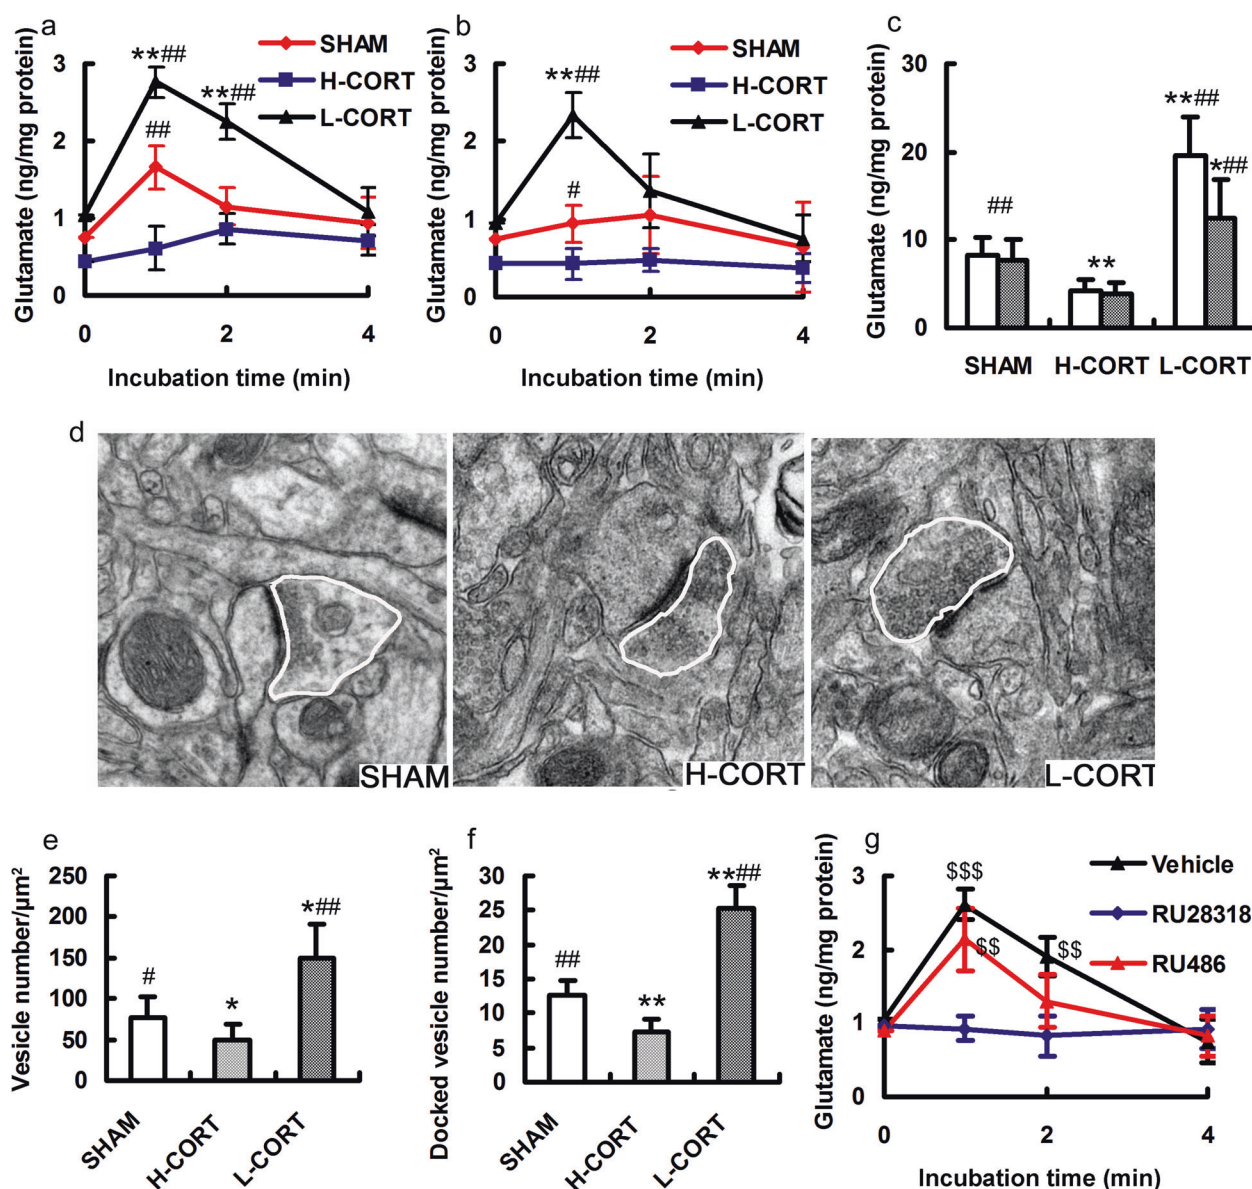 a
Glutamate (ng/mg protein)
3
2
1
0
**##
**##
##
SHAM
H-CORT
L-CORT
0
2
4
Incubation time (min)
b
Glutamate (ng/mg protein)
3
2
1
0
**##
#
SHAM
H-CORT
L-CORT
0
2
4
Incubation time (min)
c
Glutamate (ng/mg protein)
30
20
10
0
##
**
**##
*##
SHAM
H-CORT
L-CORT
d
SHAM
H-CORT
L-CORT
e
Vesicle number/µm²
250
200
150
100
50
0
#
*
*##
SHAM
H-CORT
L-CORT
f
Docked vesicle number/µm²
30
25
20
15
10
5
0
##
**
**##
SHAM
H-CORT
L-CORT
g
Glutamate (ng/mg protein)
3
2
1
0
$$$
$$
$$
Vehicle
RU28318
RU486
0
2
4
Incubation time (min)